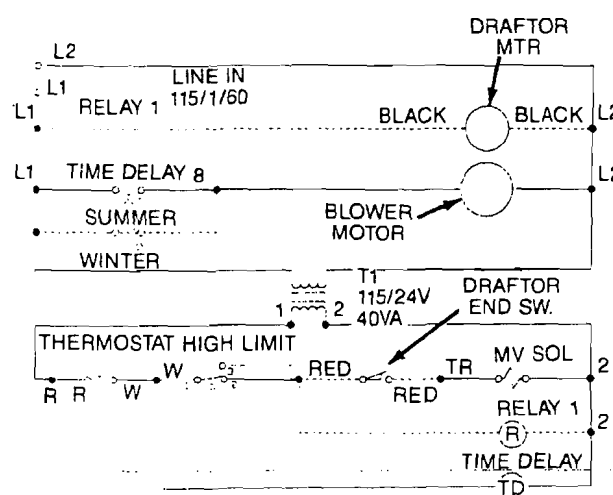 DRAFTOR
MTR
L2
L1
LINE IN
115/1/60
L1
RELAY 1
BLACK
BLACK
L2
L1
TIME DELAY 8
L2
SUMMER
BLOWER
MOTOR
WINTER
T1
115/24V
40VA
1
2
DRAFTOR
END SW.
THERMOSTAT HIGH LIMIT
R
R
W
W
RED
RED
TR
MV SOL
2
RELAY 1
R
2
TIME DELAY
TD